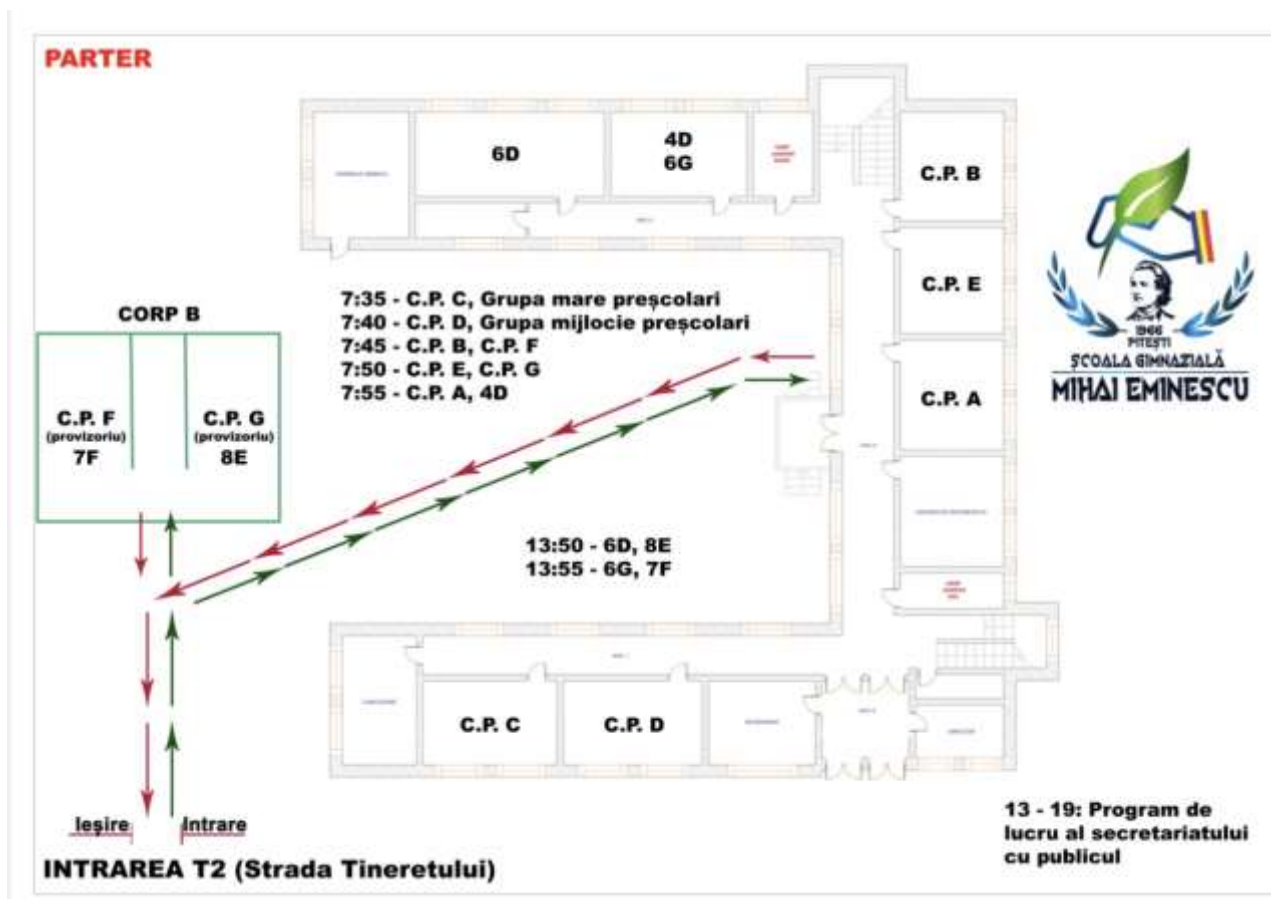 PARTER
6D
4D
6G
C.P. B
C.P. E
C.P. A
1966
PITEȘTI
ȘCOALA GIMNAZIALĂ
MIHAI EMINESCU
7:35 - C.P. C, Grupa mare preșcolari
7:40 - C.P. D, Grupa mijlocie preșcolari
7:45 - C.P. B, C.P. F
7:50 - C.P. E, C.P. G
7:55 - C.P. A, 4D
CORP B
C.P. F
(provizoriu)
7F
C.P. G
(provizoriu)
8E
13:50 - 6D, 8E
13:55 - 6G, 7F
C.P. C
C.P. D
Ieșire
Intrare
INTRAREA T2 (Strada Tineretului)
13 - 19: Program de
lucru al secretariatului
cu publicul